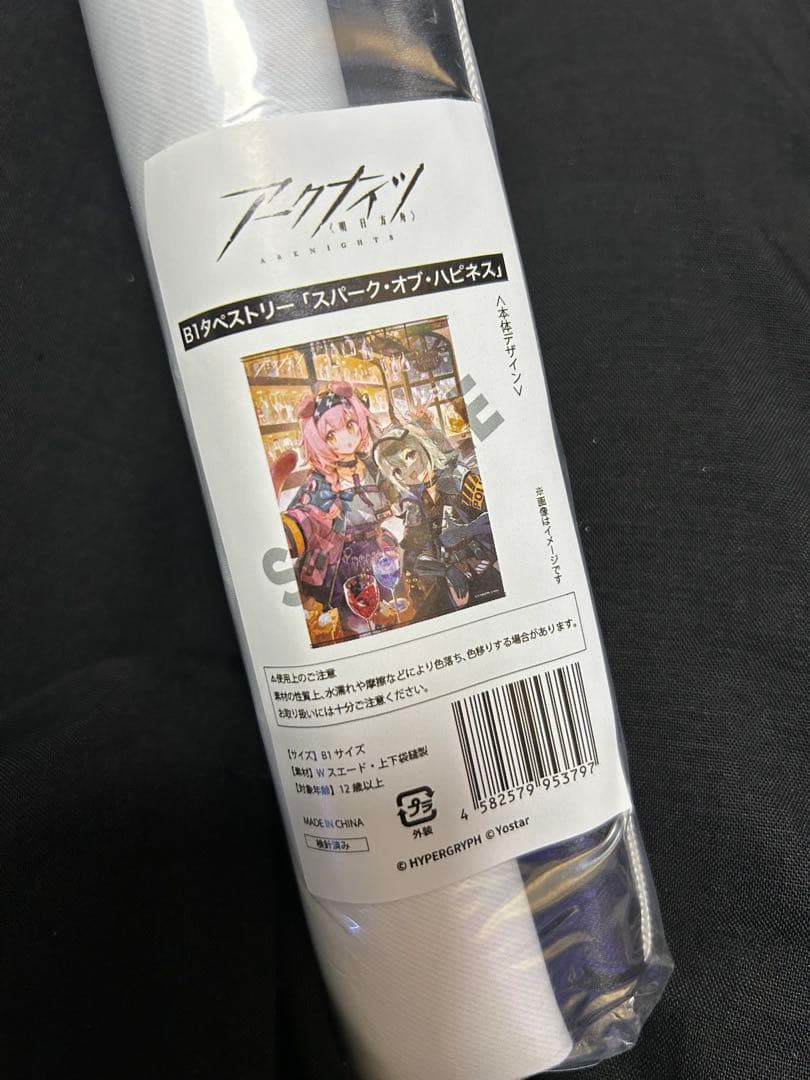 アークナイツ
〈明日方舟〉
ARKNIGHTS
B1タペストリー「スパーク・オブ・ハピネス」
<本体デザイン>
SAMPLE
※画像はイメージです
⚠使用上のご注意
素材の性質上、水濡れや摩擦などにより色落ち、色移りする場合があります。
お取り扱いには十分ご注意ください。
【サイズ】B1サイズ
【素材】Wスエード・上下袋縫製
【対象年齢】12歳以上
MADE IN CHINA
検針済み
プラ
外装
4 582579 953797
©HYPERGRYPH ©Yostar